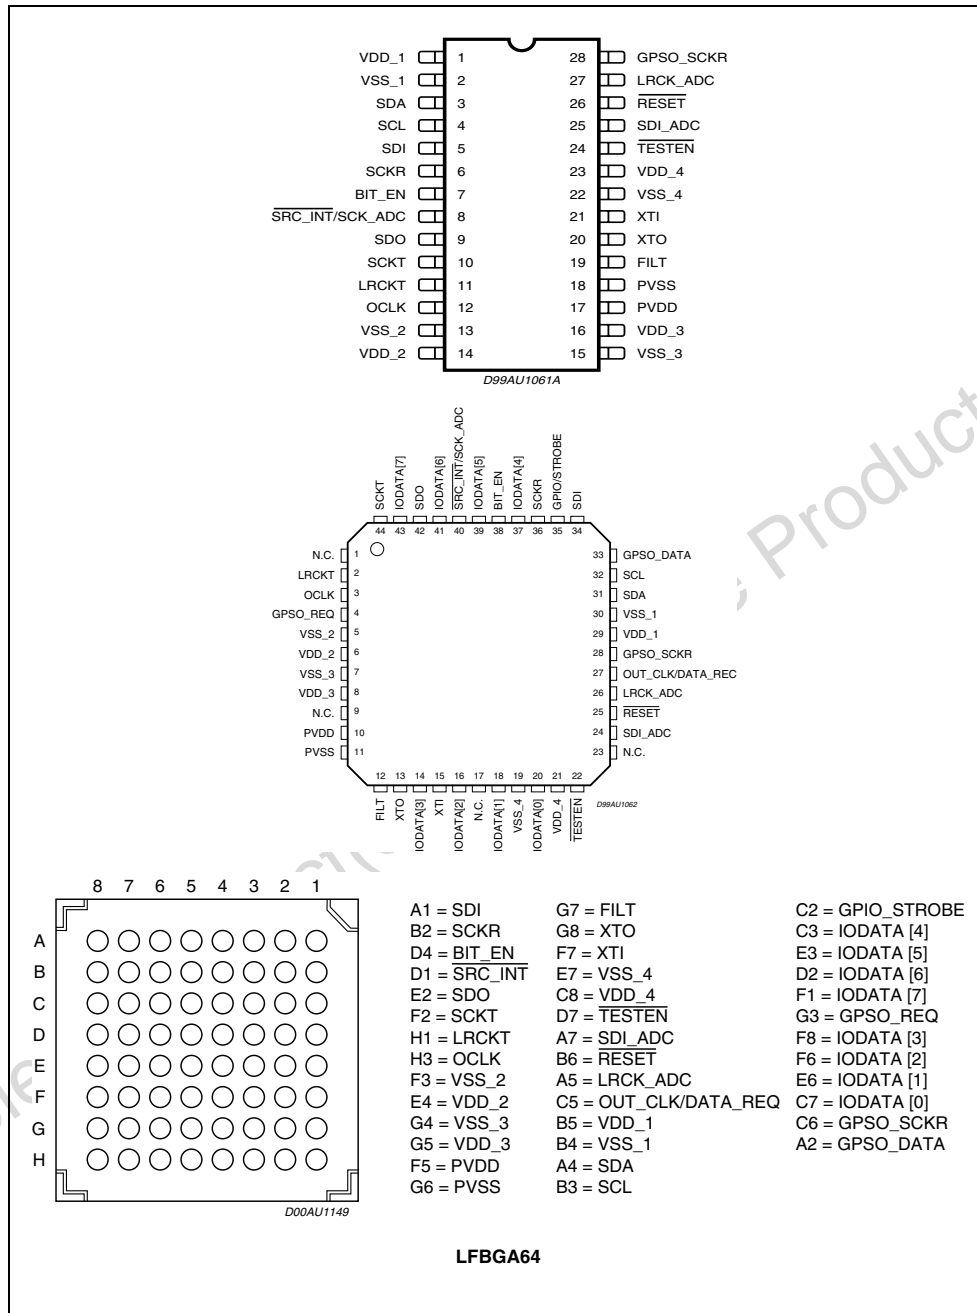 VDD_1 1 28 GPSO_SCKR
VSS_1 2 27 LRCK_ADC
SDA 3 26 RESET
SCL 4 25 SDI_ADC
SDI 5 24 TESTEN
SCKR 6 23 VDD_4
BIT_EN 7 22 VSS_4
SRC_INT/SCK_ADC 8 21 XTI
SDO 9 20 XTO
SCKT 10 19 FILT
LRCKT 11 18 PVSS
OCLK 12 17 PVDD
VSS_2 13 16 VDD_3
VDD_2 14 15 VSS_3
D99AU1061A
SCKT IODATA[7] SDO IODATA[6] SRC_INT/SCK_ADC IODATA[5] BIT_EN IODATA[4] SCKR GPIO/STROBE SDI
44 43 42 41 40 39 38 37 36 35 34
N.C. 1 33 GPSO_DATA
LRCKT 2 32 SCL
OCLK 3 31 SDA
GPSO_REQ 4 30 VSS_1
VSS_2 5 29 VDD_1
VDD_2 6 28 GPSO_SCKR
VSS_3 7 27 OUT_CLK/DATA_REC
VDD_3 8 26 LRCK_ADC
N.C. 9 25 RESET
PVDD 10 24 SDI_ADC
PVSS 11 23 N.C.
12 13 14 15 16 17 18 19 20 21 22
FILT XTO IODATA[3] XTI IODATA[2] N.C. IODATA[1] VSS_4 IODATA[0] VDD_4 TESTEN
D99AU1062
8 7 6 5 4 3 2 1
A
B
C
D
E
F
G
H
D00AU1149
A1 = SDI
B2 = SCKR
D4 = BIT_EN
D1 = SRC_INT
E2 = SDO
F2 = SCKT
H1 = LRCKT
H3 = OCLK
F3 = VSS_2
E4 = VDD_2
G4 = VSS_3
G5 = VDD_3
F5 = PVDD
G6 = PVSS
G7 = FILT
G8 = XTO
F7 = XTI
E7 = VSS_4
C8 = VDD_4
D7 = TESTEN
A7 = SDI_ADC
B6 = RESET
A5 = LRCK_ADC
C5 = OUT_CLK/DATA_REQ
B5 = VDD_1
B4 = VSS_1
A4 = SDA
B3 = SCL
C2 = GPIO_STROBE
C3 = IODATA [4]
E3 = IODATA [5]
D2 = IODATA [6]
F1 = IODATA [7]
G3 = GPSO_REQ
F8 = IODATA [3]
F6 = IODATA [2]
E6 = IODATA [1]
C7 = IODATA [0]
C6 = GPSO_SCKR
A2 = GPSO_DATA
LFBGA64
Product